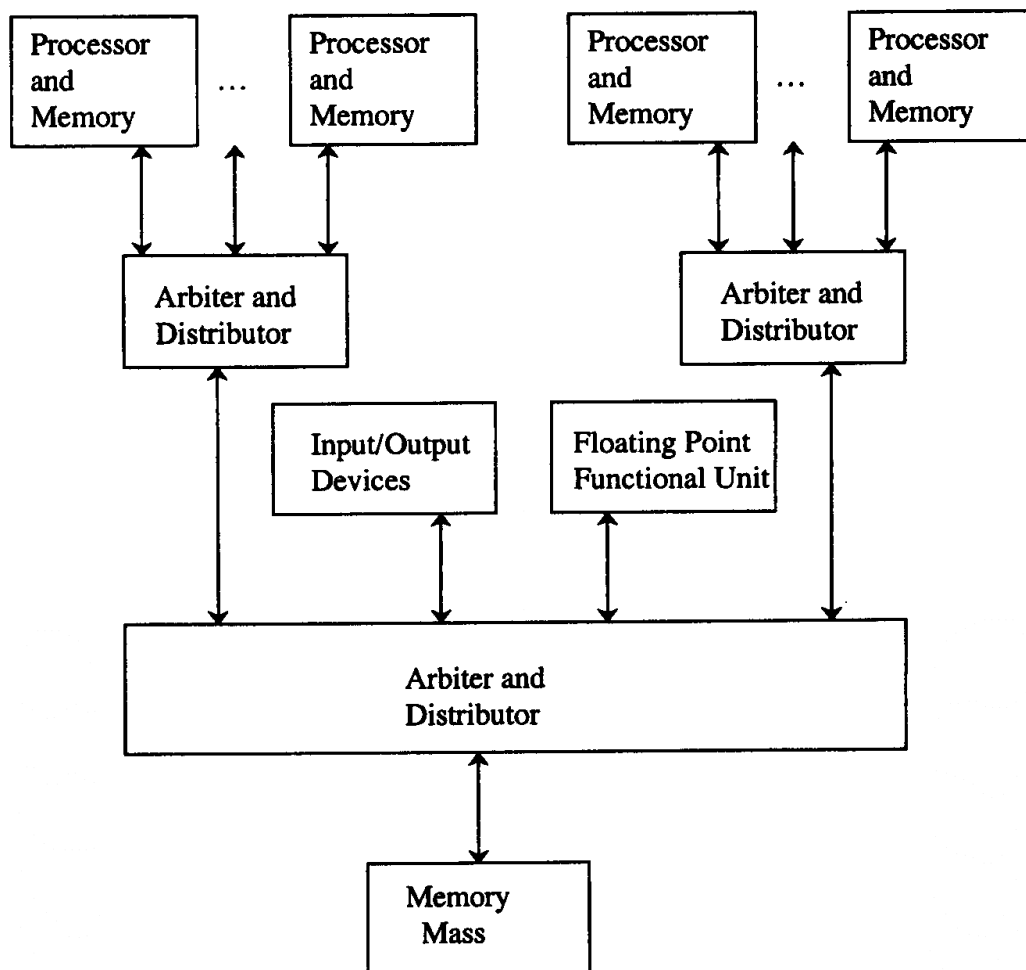 Processor
and
Memory
...
Processor
and
Memory
Processor
and
Memory
...
Processor
and
Memory
Arbiter and
Distributor
Arbiter and
Distributor
Input/Output
Devices
Floating Point
Functional Unit
Arbiter and
Distributor
Memory
Mass